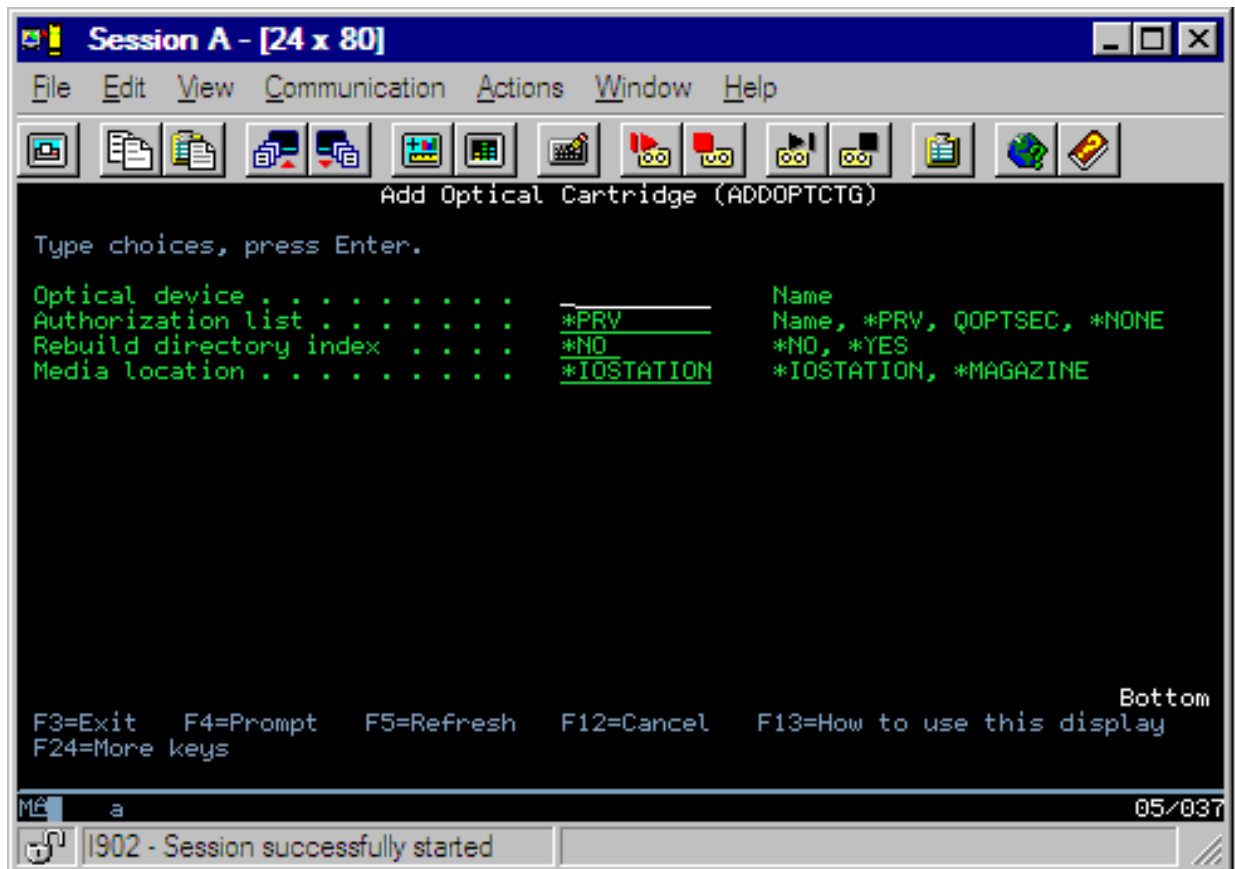 Session A - [24 x 80]
File Edit View Communication Actions Window Help
Add Optical Cartridge (ADDOPTCTG)
Type choices, press Enter.
Optical device . . . . . . . . . _ Name
Authorization list . . . . . . . *PRV Name, *PRV, QOPTSEC, *NONE
Rebuild directory index . . . . *NO *NO, *YES
Media location . . . . . . . . . *IOSTATION *IOSTATION, *MAGAZINE
Bottom
F3=Exit F4=Prompt F5=Refresh F12=Cancel F13=How to use this display
F24=More keys
a 05/037
I902 - Session successfully started